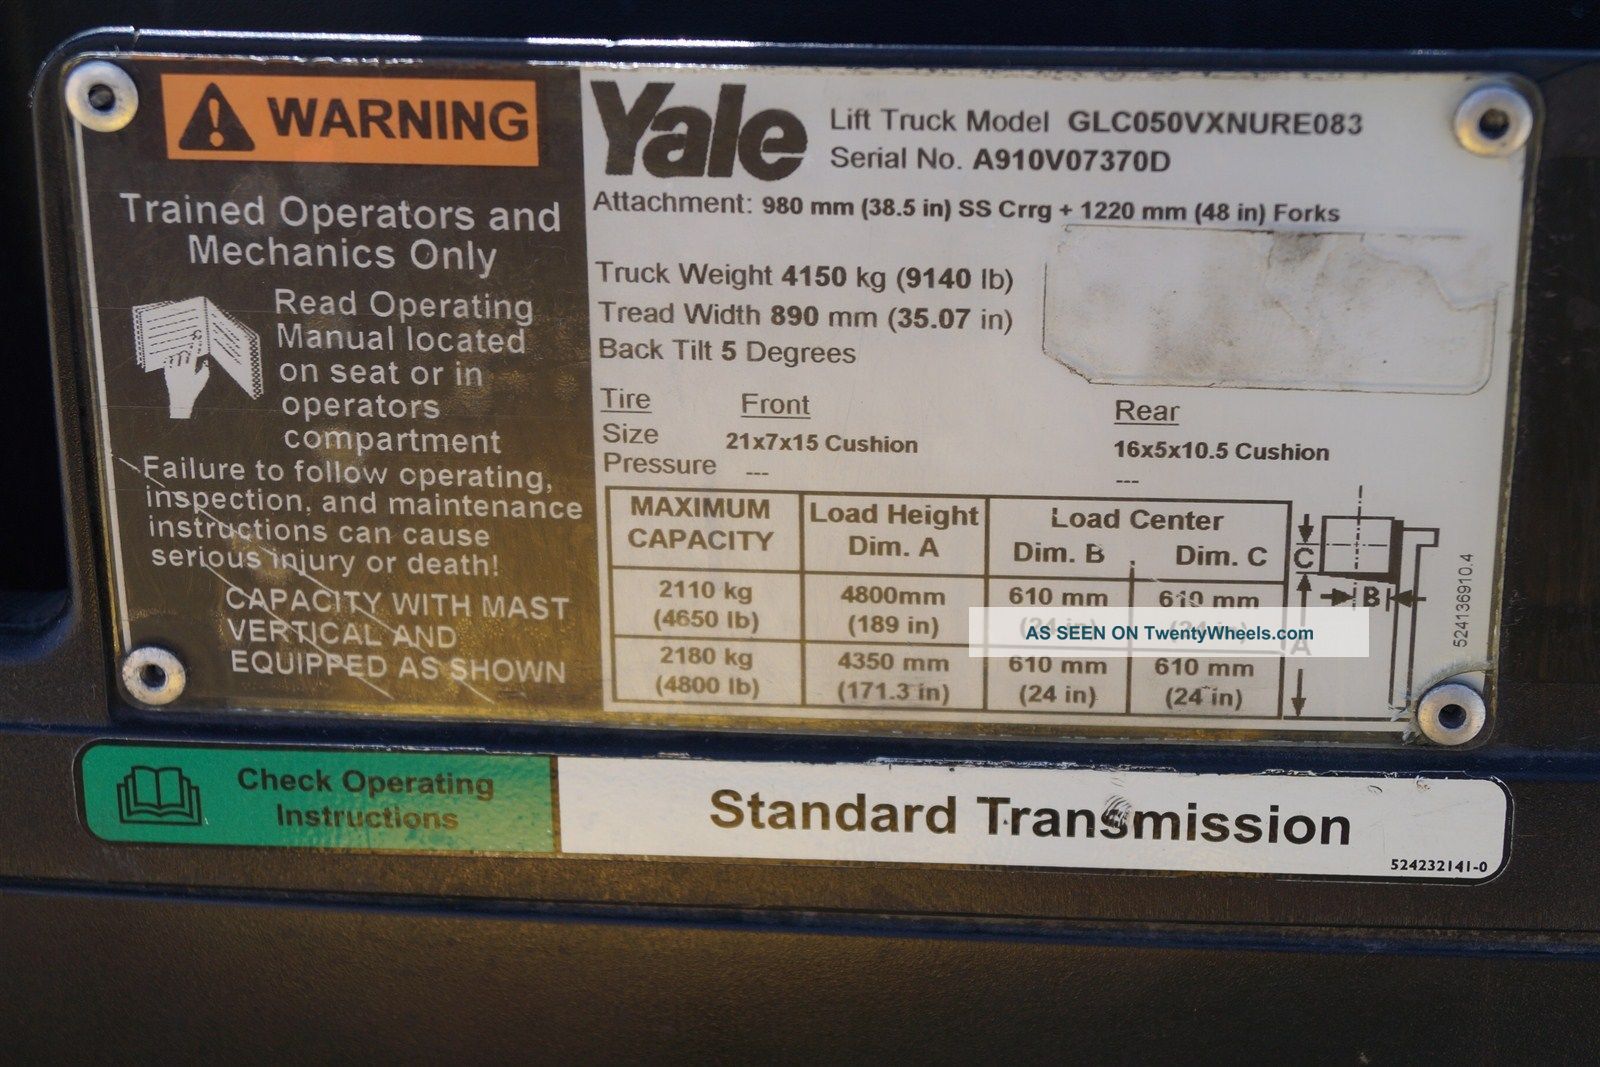 WARNING
Trained Operators and
Mechanics Only
Read Operating
Manual located
on seat or in
operators
compartment
Failure to follow operating,
inspection, and maintenance
instructions can cause
serious injury or death!
CAPACITY WITH MAST
VERTICAL AND
EQUIPPED AS SHOWN
Yale
Lift Truck Model GLC050VXNURE083
Serial No. A910V07370D
Attachment: 980 mm (38.5 in) SS Crrg + 1220 mm (48 in) Forks
Truck Weight 4150 kg (9140 lb)
Tread Width 890 mm (35.07 in)
Back Tilt 5 Degrees
Tire Front Rear
Size 21x7x15 Cushion 16x5x10.5 Cushion
Pressure --- ---
MAXIMUM Load Height Load Center
CAPACITY Dim. A Dim. B Dim. C
2110 kg 4800mm 610 mm 610 mm
(4650 lb) (189 in) (24 in) (24 in)
2180 kg 4350 mm 610 mm 610 mm
(4800 lb) (171.3 in) (24 in) (24 in)
C
B
A
524136910.4
AS SEEN ON TwentyWheels.com
Check Operating
Instructions
Standard Transmission
524232141-0